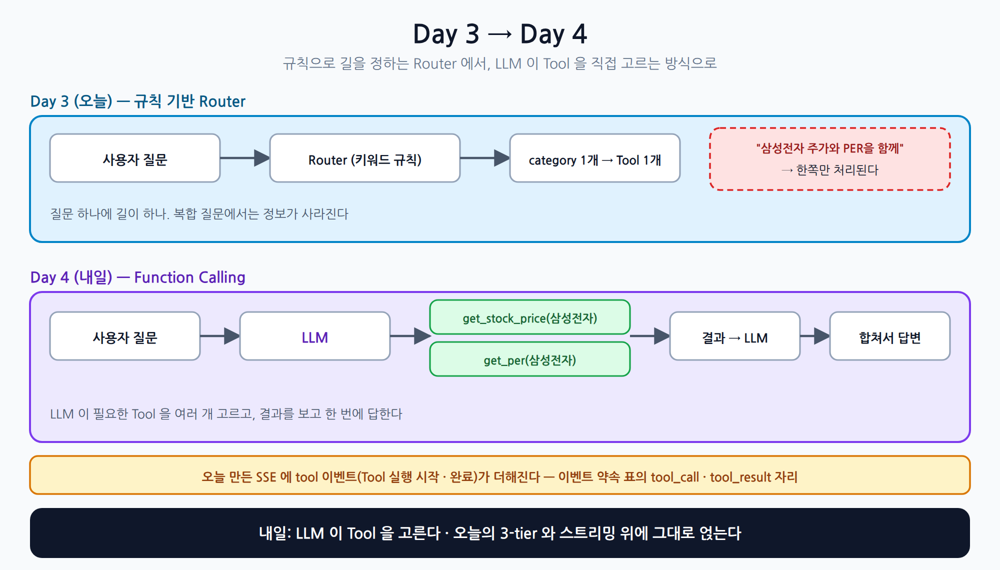 Day 3 → Day 4
규칙으로 길을 정하는 Router 에서, LLM 이 Tool 을 직접 고르는 방식으로
Day 3 (오늘) — 규칙 기반 Router
사용자 질문
Router (키워드 규칙)
category 1개 → Tool 1개
"삼성전자 주가와 PER을 함께"
→ 한쪽만 처리된다
질문 하나에 길이 하나. 복합 질문에서는 정보가 사라진다
Day 4 (내일) — Function Calling
사용자 질문
LLM
get_stock_price(삼성전자)
get_per(삼성전자)
결과 → LLM
합쳐서 답변
LLM 이 필요한 Tool 을 여러 개 고르고, 결과를 보고 한 번에 답한다
오늘 만든 SSE 에 tool 이벤트(Tool 실행 시작 · 완료)가 더해진다 — 이벤트 약속 표의 tool_call · tool_result 자리
내일: LLM 이 Tool 을 고른다 · 오늘의 3-tier 와 스트리밍 위에 그대로 얹는다